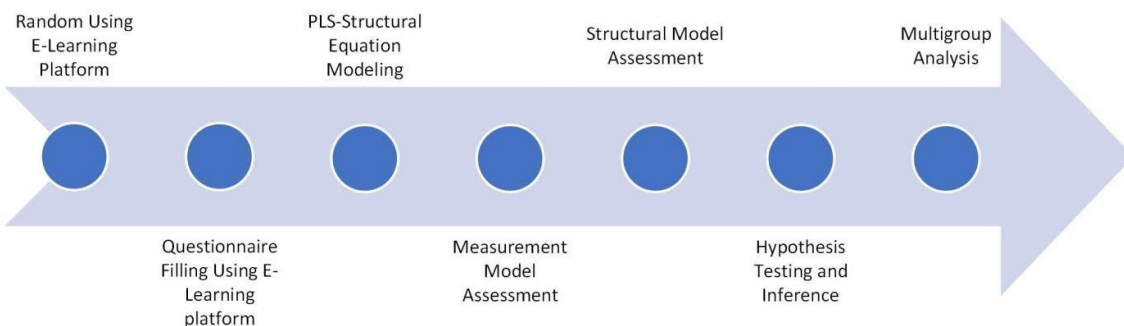 Random Using
E-Learning
Platform
Questionnaire
Filling Using E-
Learning
platform
PLS-Structural
Equation
Modeling
Measurement
Model
Assessment
Structural Model
Assessment
Hypothesis
Testing and
Inference
Multigroup
Analysis